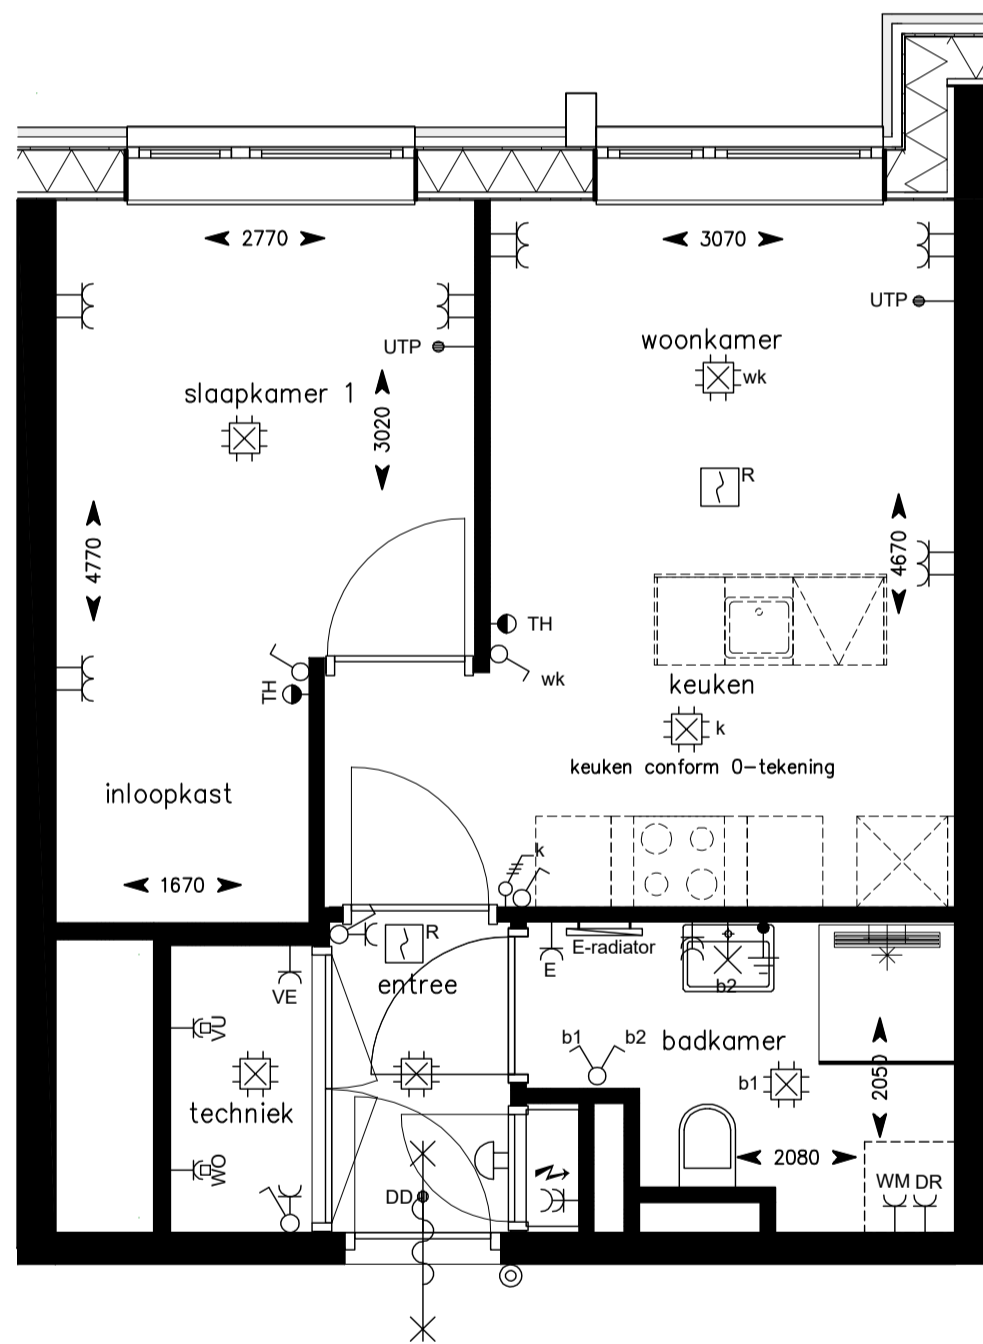 2770
3070
UTP
UTP
woonkamer
wk
slaapkamer 1
3020
R
4770
4670
TH
wk
TH
keuken
k
keuken conform 0-tekening
inloopkast
1670
k
R
E-radiator
E
VE
entree
b2
VU
b1
b2
badkamer
b1
2050
techniek
2080
WO
DD
WM
DR